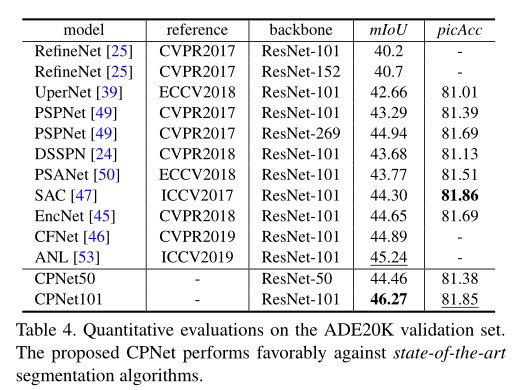 model reference backbone mIoU picAcc
RefineNet [25] CVPR2017 ResNet-101 40.2 -
RefineNet [25] CVPR2017 ResNet-152 40.7 -
UperNet [39] ECCV2018 ResNet-101 42.66 81.01
PSPNet [49] CVPR2017 ResNet-101 43.29 81.39
PSPNet [49] CVPR2017 ResNet-269 44.94 81.69
DSSPN [24] CVPR2018 ResNet-101 43.68 81.13
PSANet [50] ECCV2018 ResNet-101 43.77 81.51
SAC [47] ICCV2017 ResNet-101 44.30 81.86
EncNet [45] CVPR2018 ResNet-101 44.65 81.69
CFNet [46] CVPR2019 ResNet-101 44.89 -
ANL [53] ICCV2019 ResNet-101 45.24 -
CPNet50 - ResNet-50 44.46 81.38
CPNet101 - ResNet-101 46.27 81.85
Table 4. Quantitative evaluations on the ADE20K validation set.
The proposed CPNet performs favorably against state-of-the-art
segmentation algorithms.